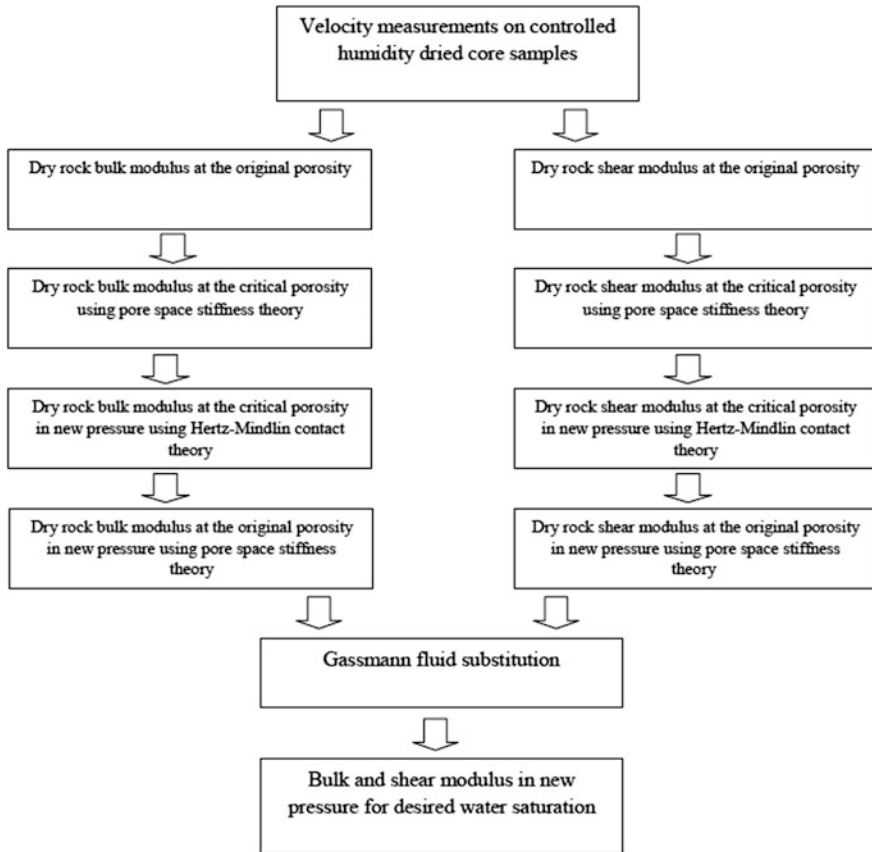 Velocity measurements on controlled
humidity dried core samples
Dry rock bulk modulus at the original porosity
Dry rock shear modulus at the original porosity
Dry rock bulk modulus at the critical porosity
using pore space stiffness theory
Dry rock shear modulus at the critical porosity
using pore space stiffness theory
Dry rock bulk modulus at the critical porosity
in new pressure using Hertz-Mindlin contact
theory
Dry rock shear modulus at the critical porosity
in new pressure using Hertz-Mindlin contact
theory
Dry rock bulk modulus at the original porosity
in new pressure using pore space stiffness
theory
Dry rock shear modulus at the original porosity
in new pressure using pore space stiffness
theory
Gassmann fluid substitution
Bulk and shear modulus in new
pressure for desired water saturation